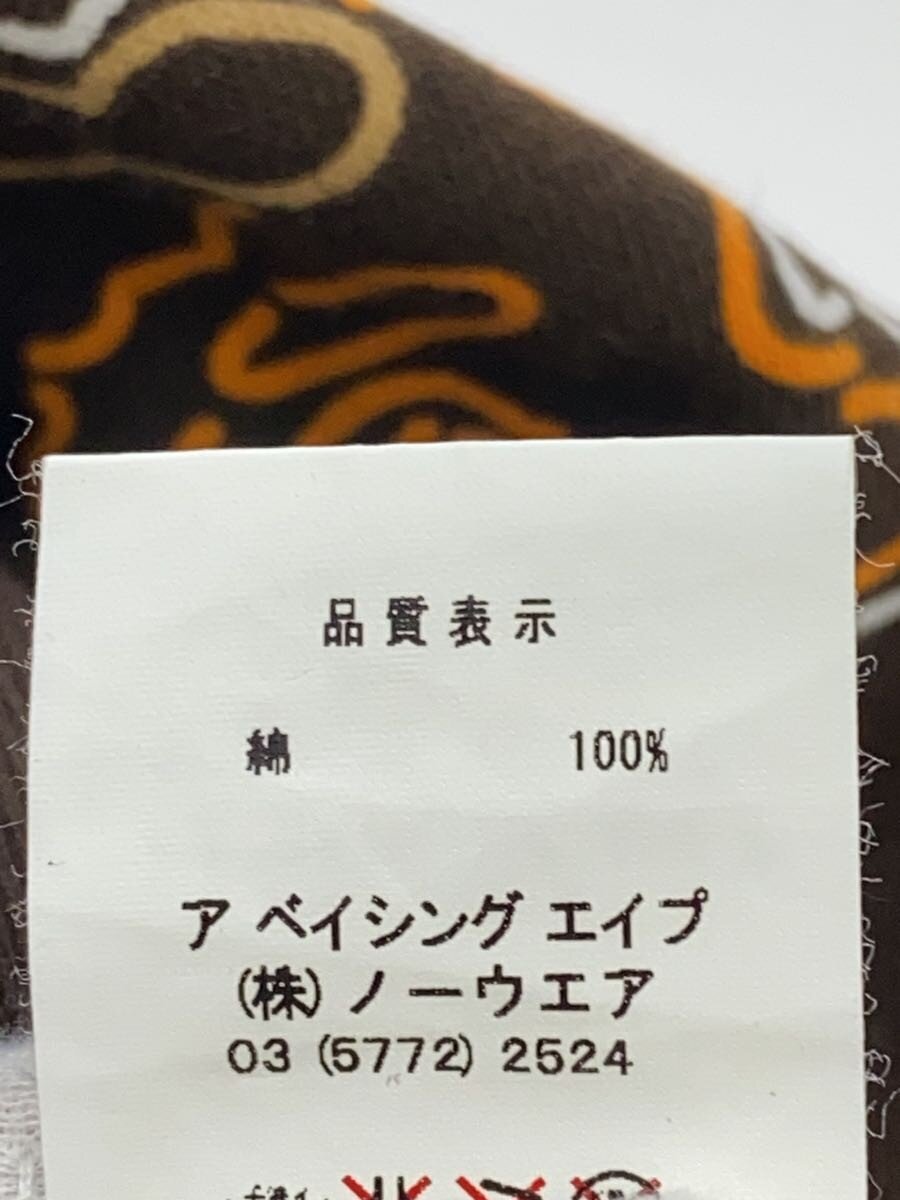 品質表示
綿 100%
ア ベイシング エイプ
(株) ノーウエア
03 (5772) 2524